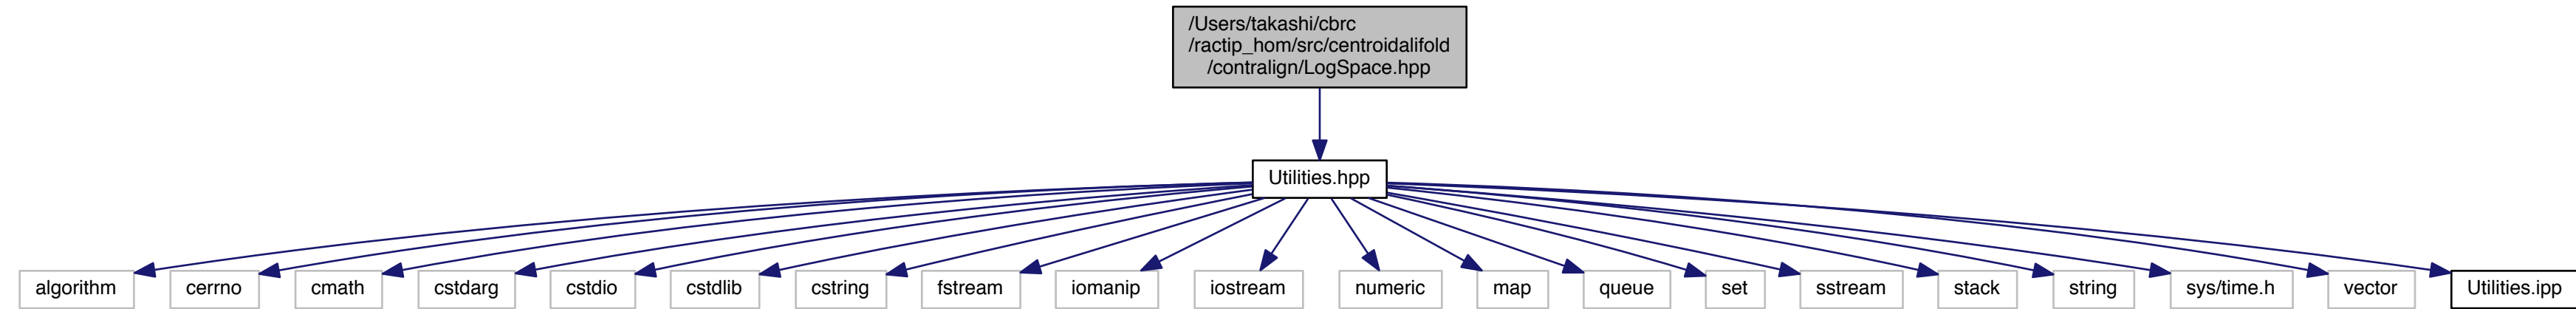 /Users/takashi/cbrc
/ractip_hom/src/centroidalifold
/contralign/LogSpace.hpp
Utilities.hpp
algorithm
cerrno
cmath
cstdarg
cstdio
cstdlib
cstring
fstream
iomanip
iostream
numeric
map
queue
set
sstream
stack
string
sys/time.h
vector
Utilities.ipp